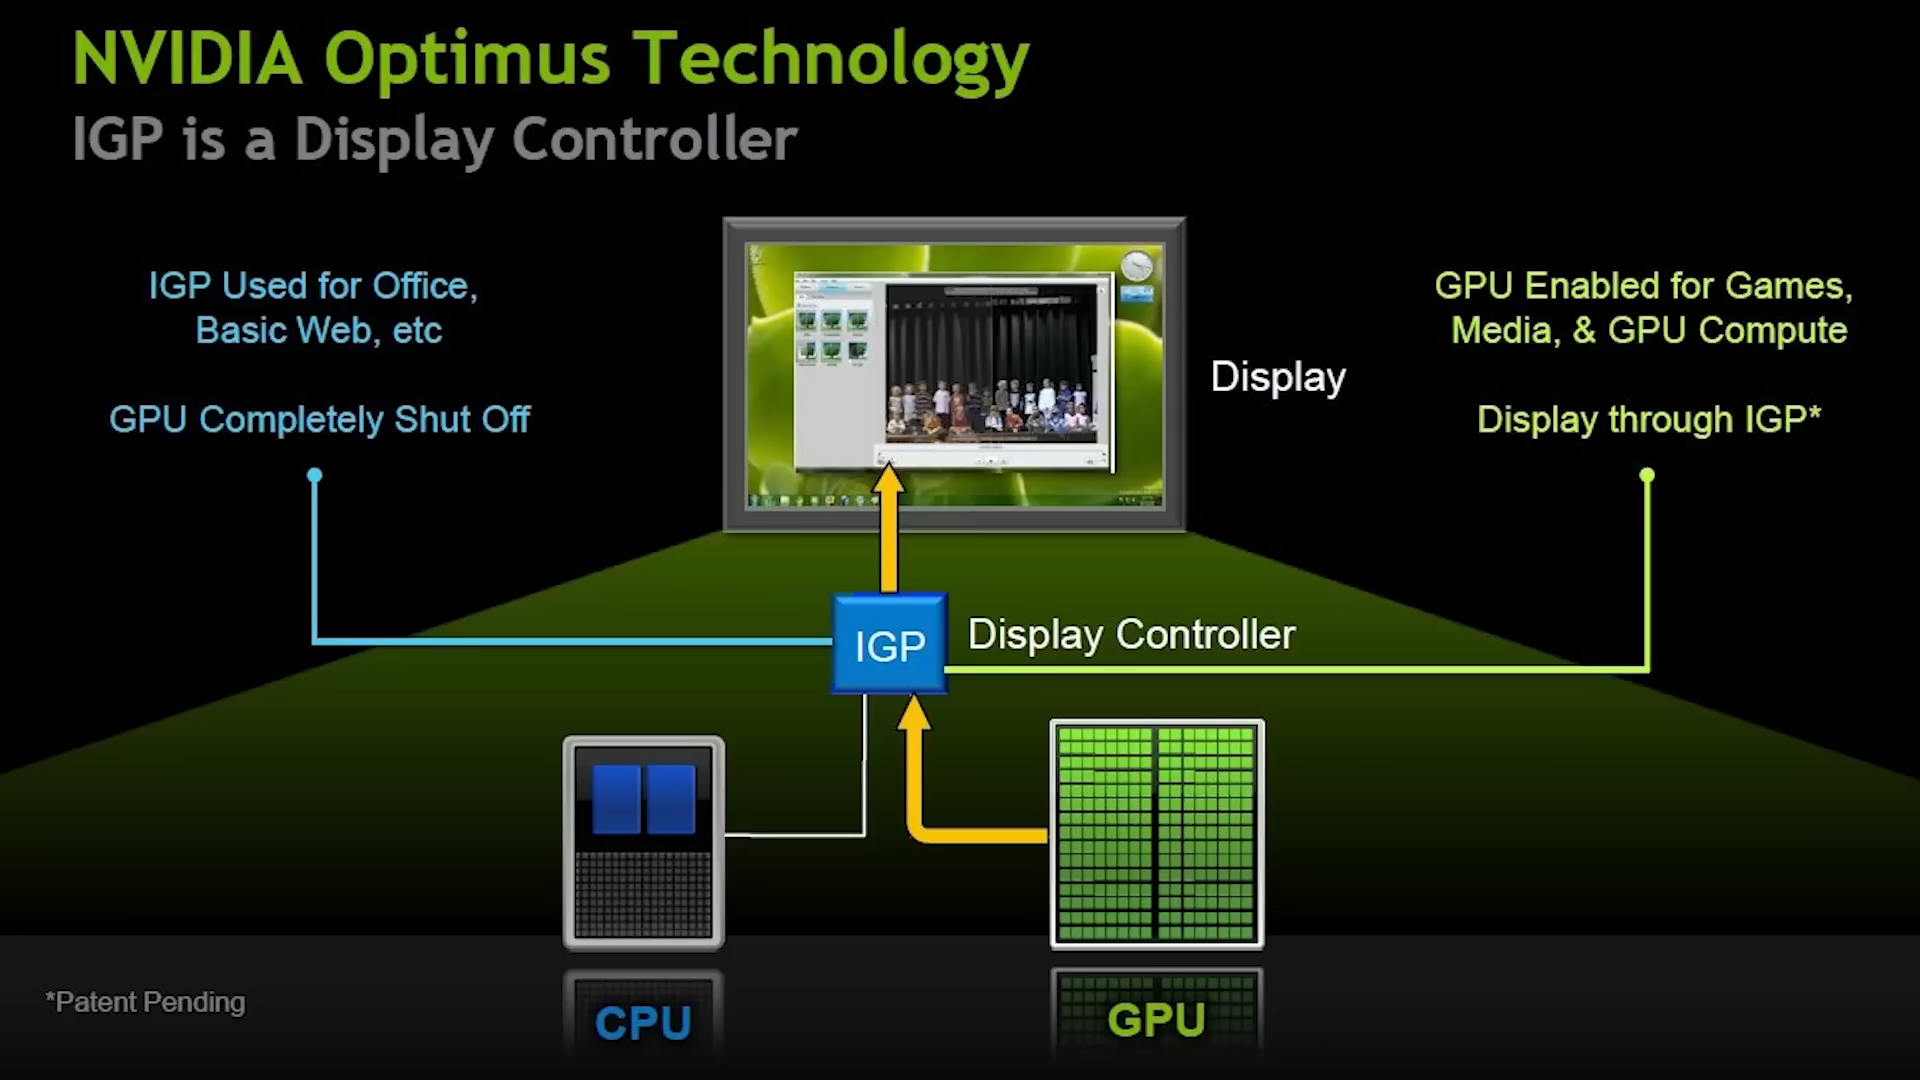 NVIDIA Optimus Technology
IGP is a Display Controller
IGP Used for Office,
Basic Web, etc
GPU Completely Shut Off
Display
GPU Enabled for Games,
Media, & GPU Compute
Display through IGP*
IGP
Display Controller
CPU
GPU
*Patent Pending